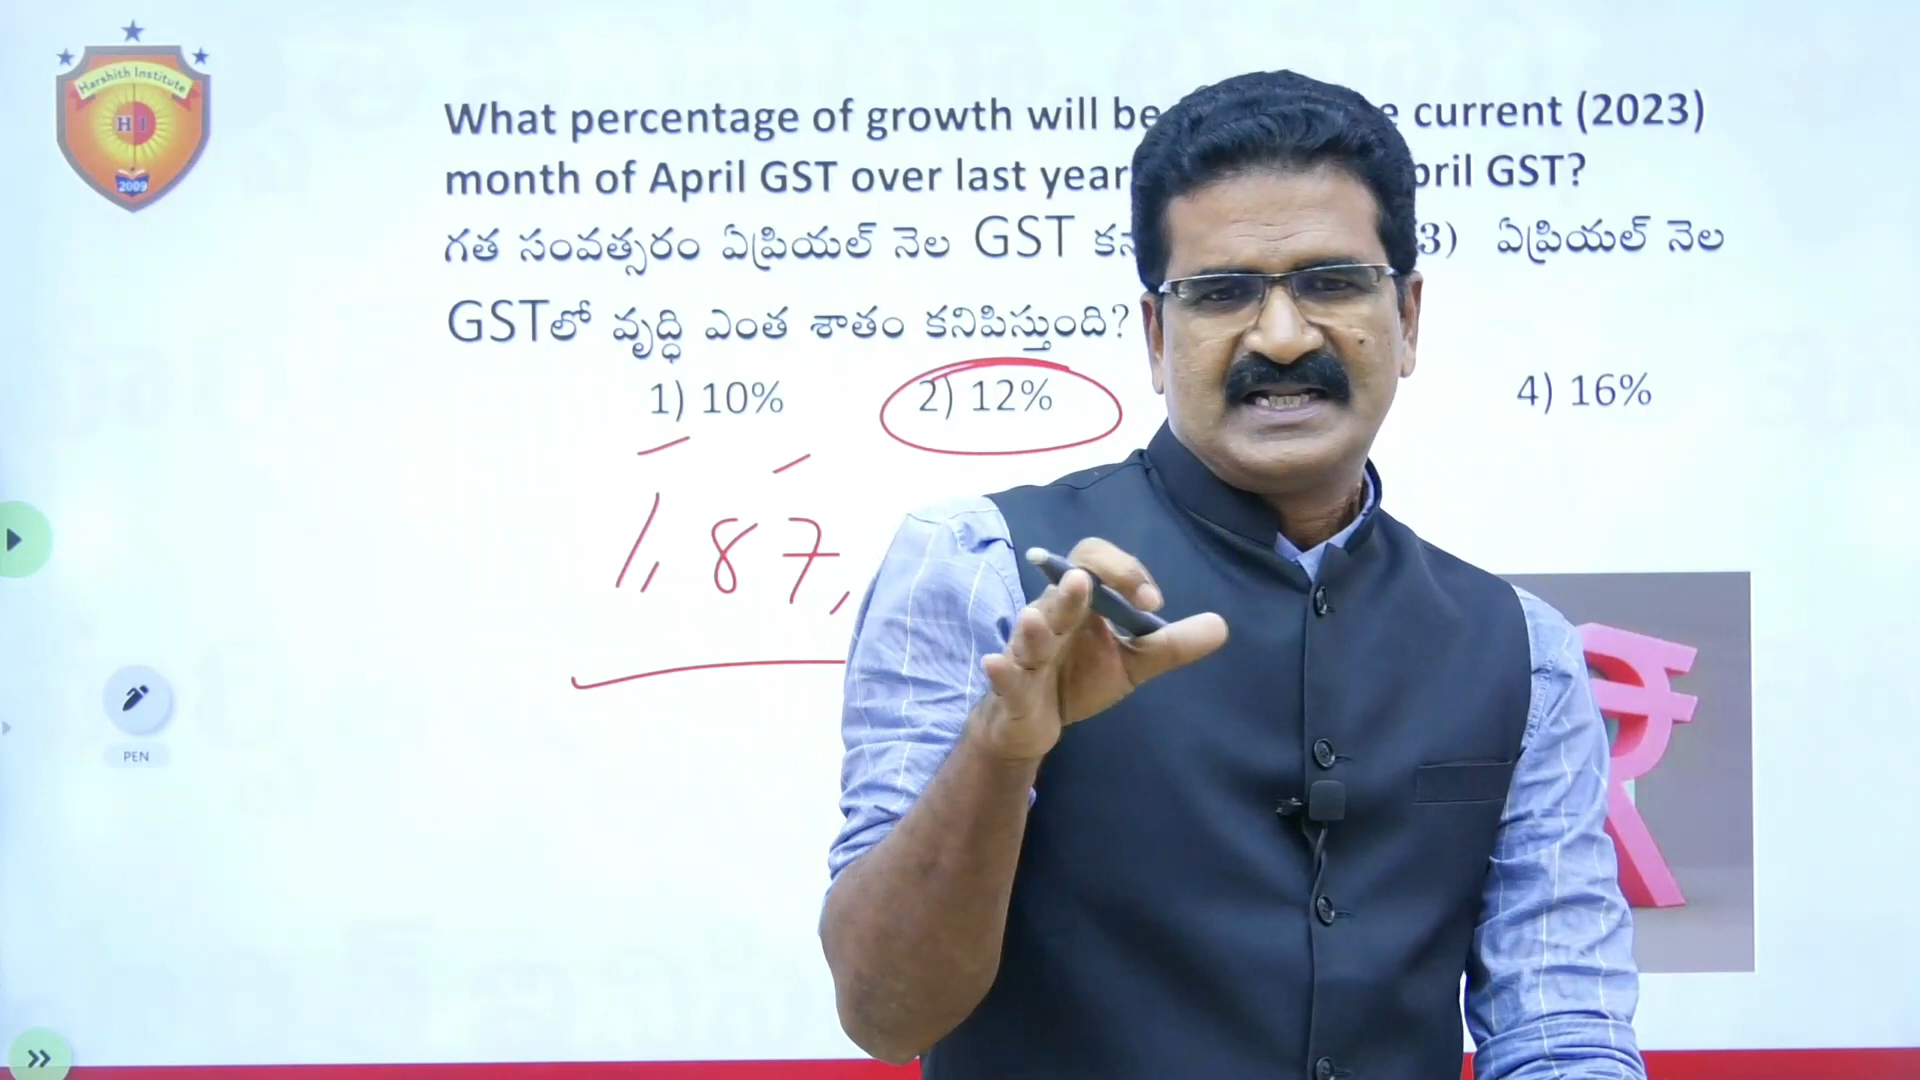 Harshith Institute
H I
2009
What percentage of growth will be current (2023)
month of April GST over last year April GST?
గత సంవత్సరం ఏప్రియల్ నెల GST 3) ఏప్రియల్ నెల
GSTలో వృద్ధి ఎంత శాతం కనిపిస్తుంది?
1) 10% 2) 12% 4) 16%
1,87,
PEN